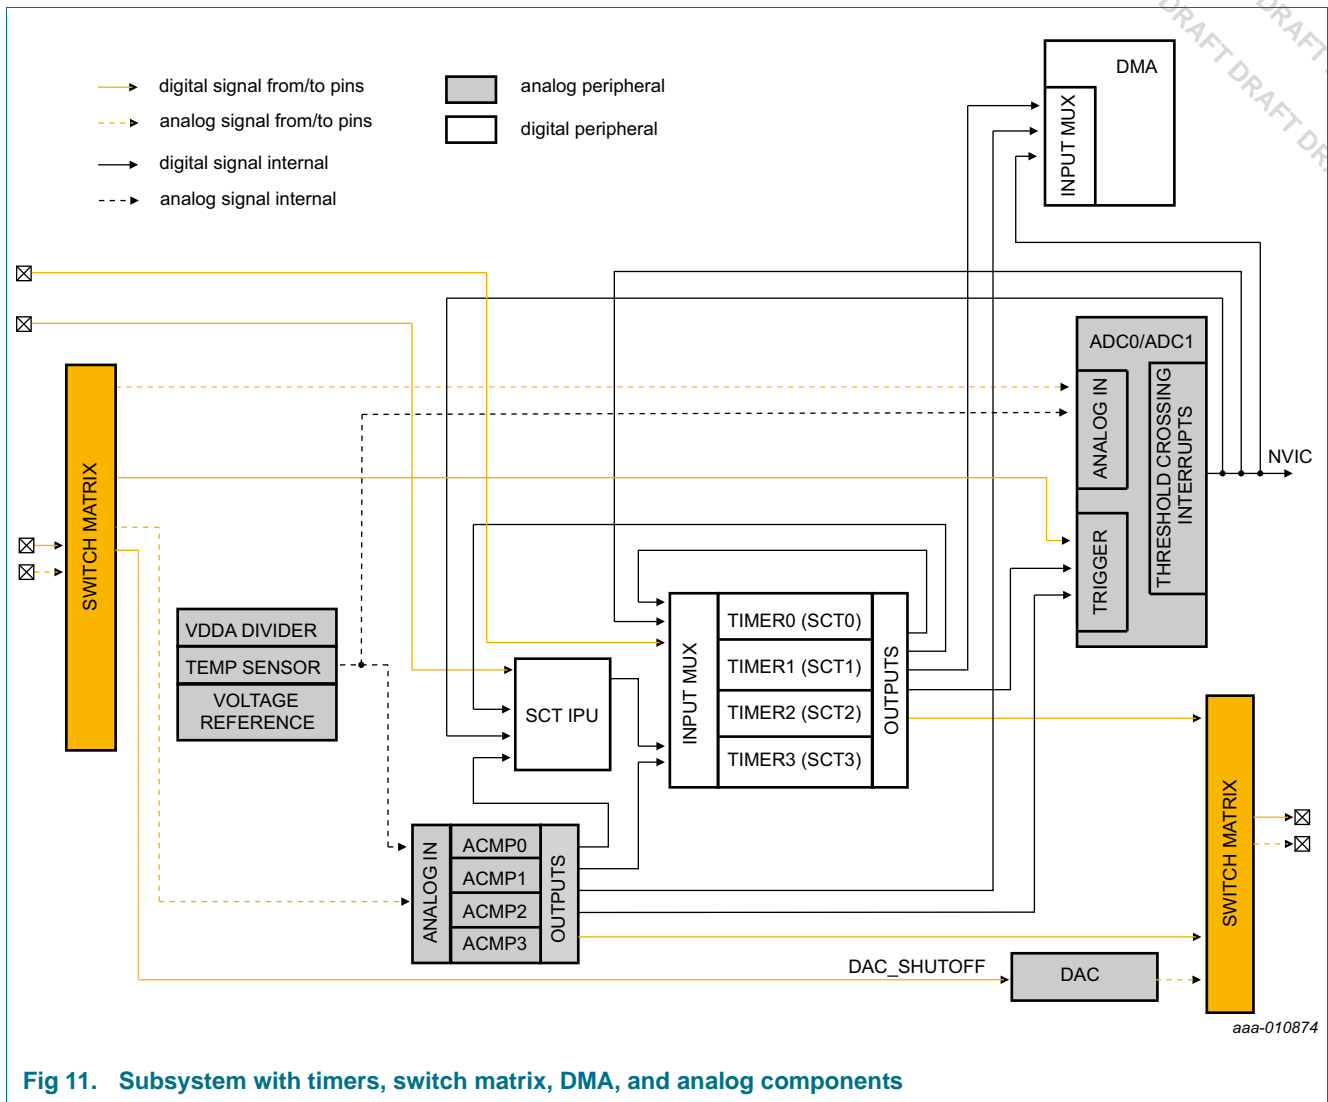 DRAFT DRAFT DR
DRAFT
digital signal from/to pins
analog signal from/to pins
digital signal internal
analog signal internal
analog peripheral
digital peripheral
DMA
INPUT MUX
ADC0/ADC1
ANALOG IN
THRESHOLD CROSSING
INTERRUPTS
TRIGGER
NVIC
SWITCH MATRIX
VDDA DIVIDER
TEMP SENSOR
VOLTAGE
REFERENCE
SCT IPU
INPUT MUX
TIMER0 (SCT0)
TIMER1 (SCT1)
TIMER2 (SCT2)
TIMER3 (SCT3)
OUTPUTS
ANALOG IN
ACMP0
ACMP1
ACMP2
ACMP3
OUTPUTS
DAC_SHUTOFF
DAC
SWITCH MATRIX
aaa-010874
Fig 11. Subsystem with timers, switch matrix, DMA, and analog components